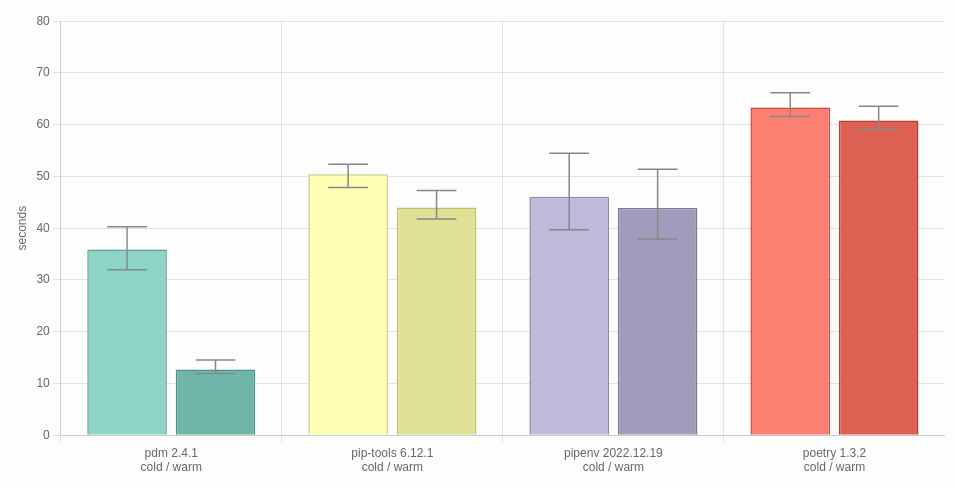 80
70
60
50
40
30
20
10
0
seconds
pdm 2.4.1
cold / warm
pip-tools 6.12.1
cold / warm
pipenv 2022.12.19
cold / warm
poetry 1.3.2
cold / warm